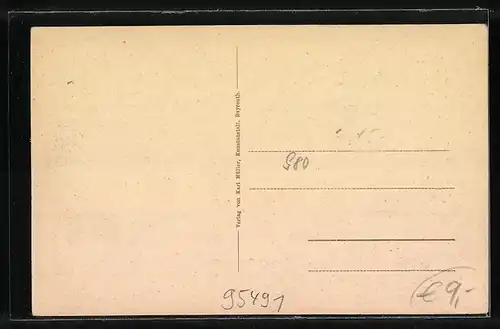 Verlag von Karl Müller, Kunstanstalt, Bayreuth.
980
95491
€9,-